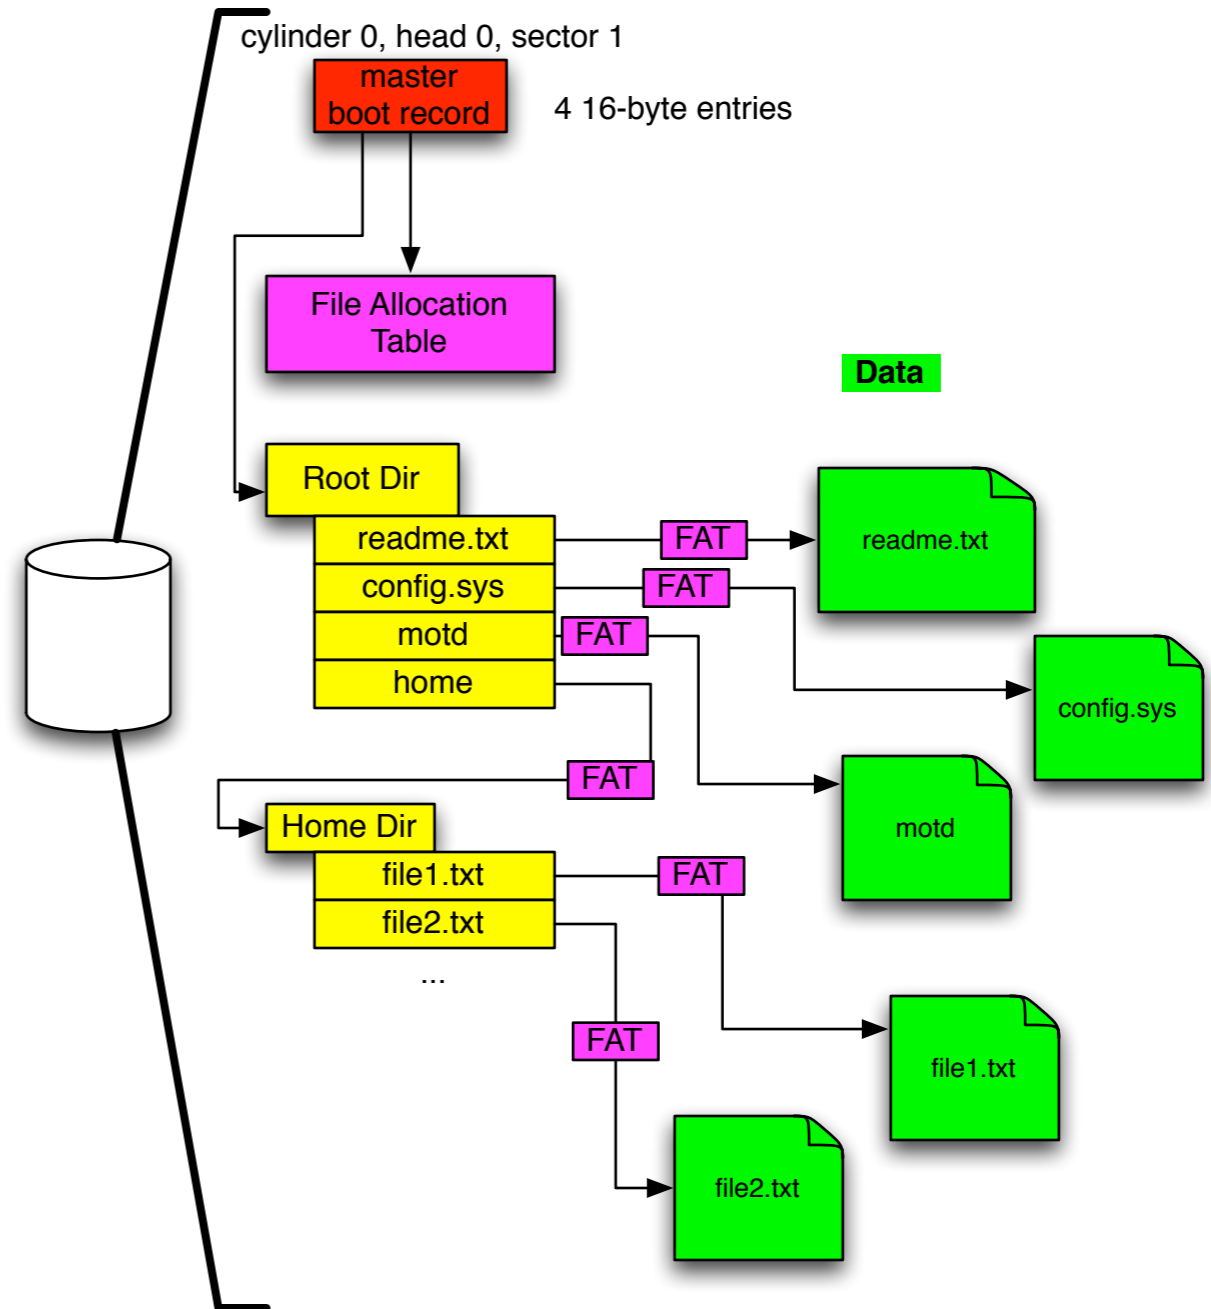 cylinder 0, head 0, sector 1
master
boot record
4 16-byte entries
File Allocation
Table
Data
Root Dir
readme.txt
FAT
readme.txt
config.sys
FAT
motd
FAT
home
config.sys
FAT
Home Dir
motd
file1.txt
FAT
file2.txt
...
FAT
file1.txt
file2.txt